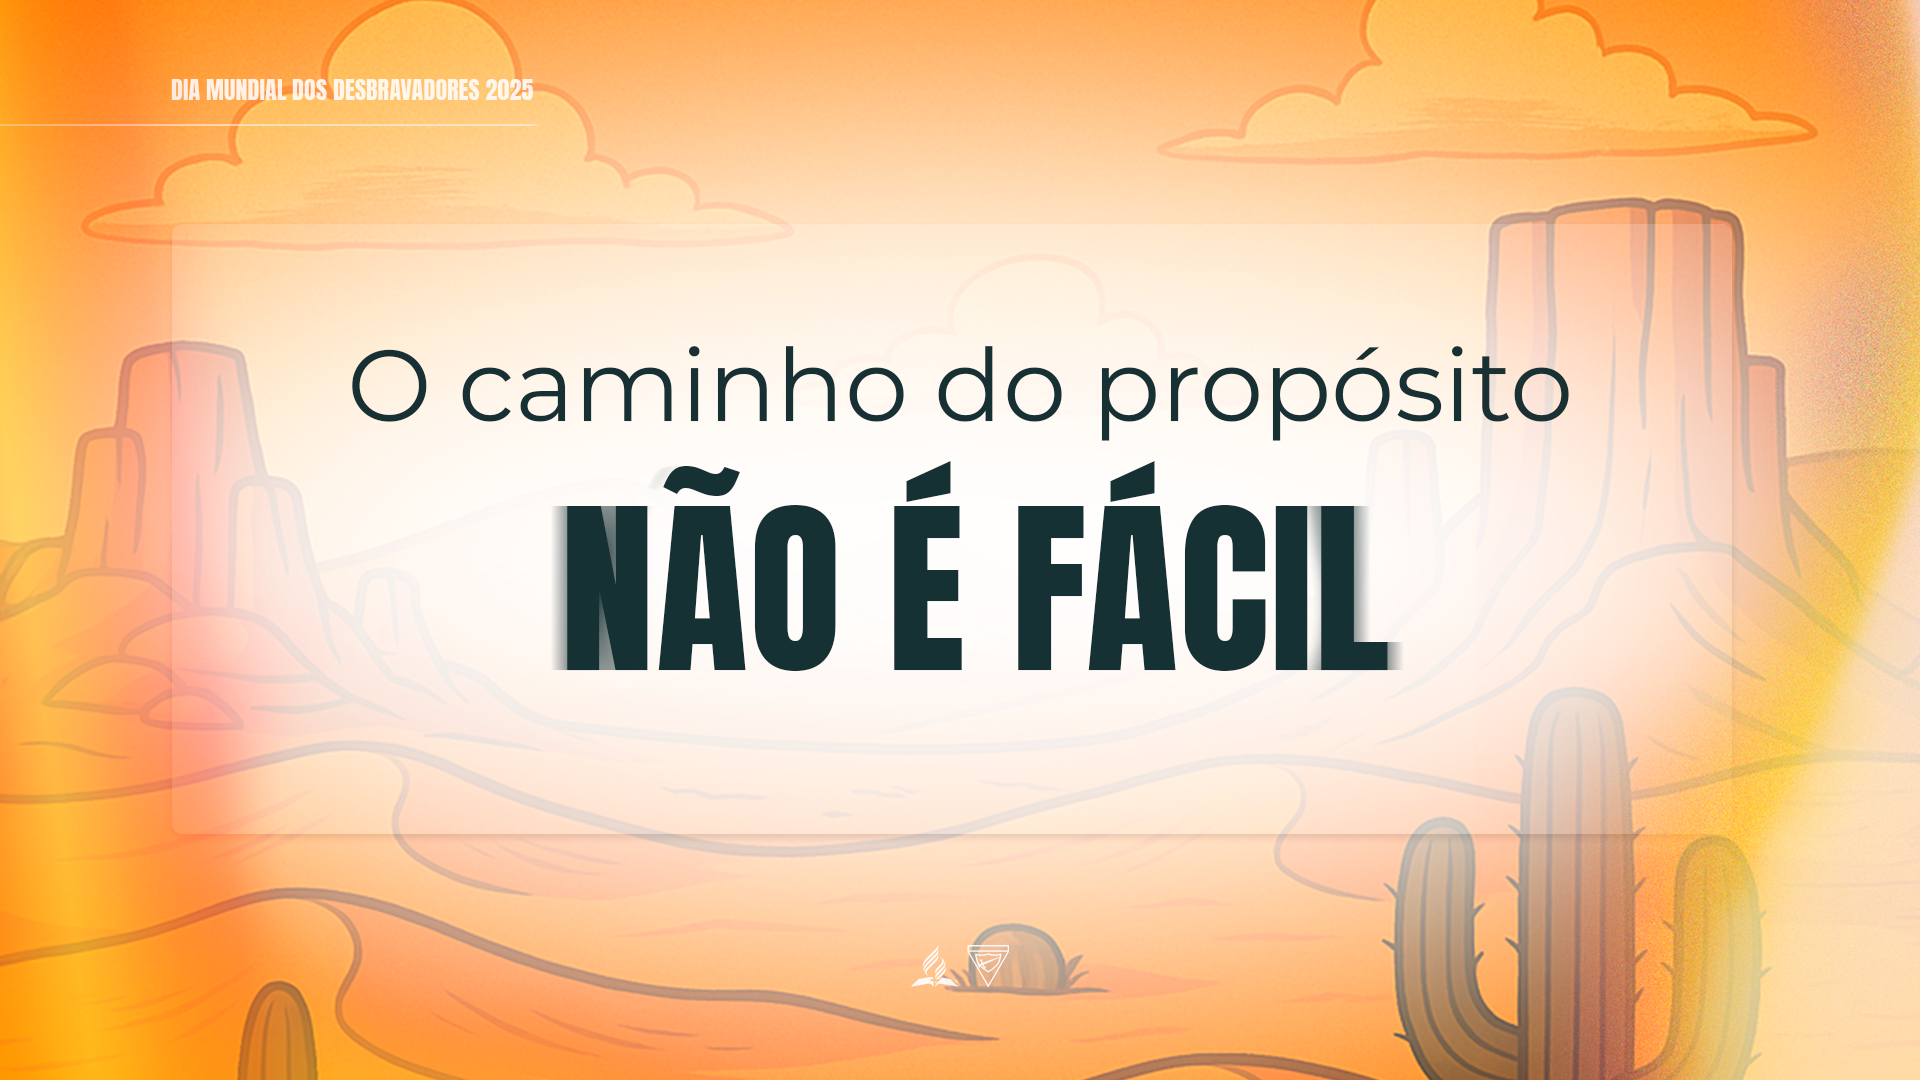 DIA MUNDIAL DOS DESBRAVADORES 2025
O caminho do propósito
NÃO É FÁCIL